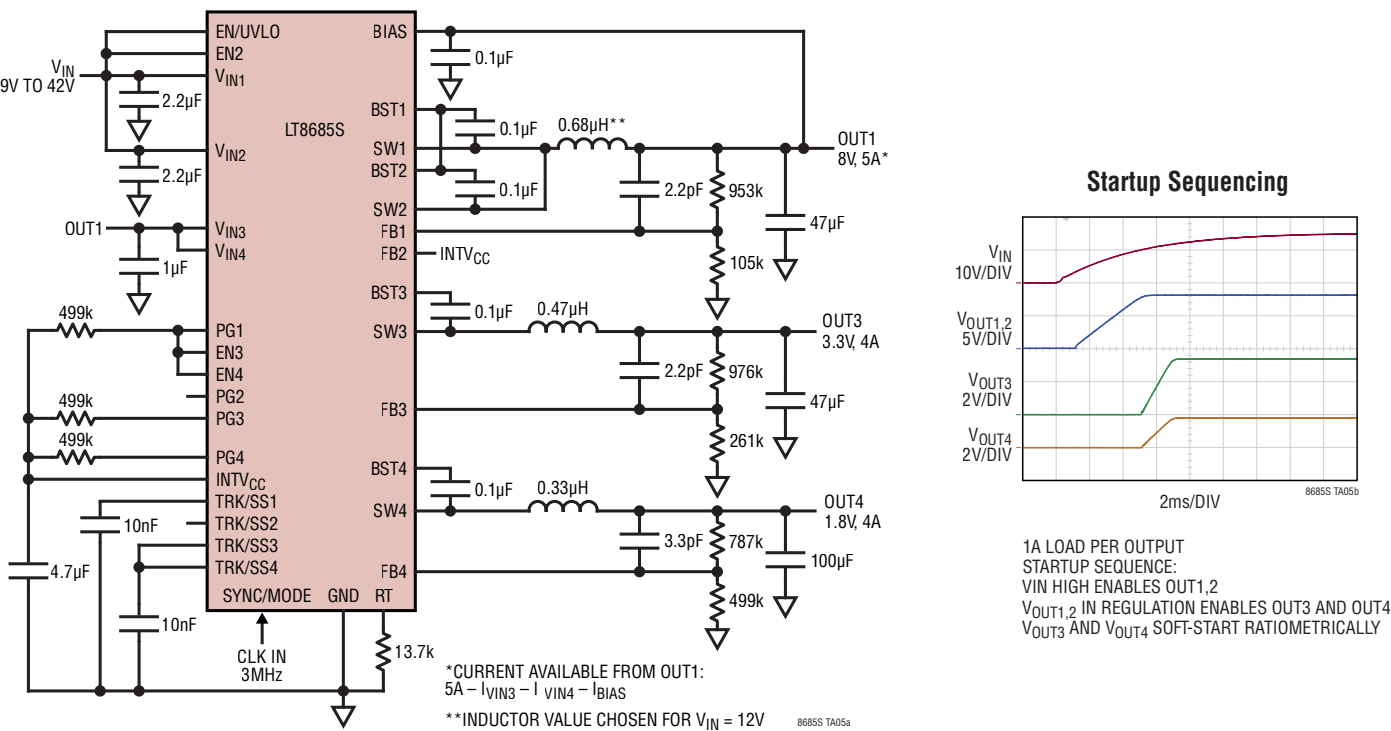 LT8685S
EN/UVLO
EN2
VIN1
VIN2
VIN3
VIN4
PG1
EN3
EN4
PG2
PG3
PG4
INTVCC
TRK/SS1
TRK/SS2
TRK/SS3
TRK/SS4
SYNC/MODE
GND
RT
BIAS
BST1
SW1
BST2
SW2
FB1
FB2
BST3
SW3
FB3
BST4
SW4
FB4
VIN
9V TO 42V
2.2µF
2.2µF
OUT1
1µF
499k
499k
499k
10nF
4.7µF
10nF
CLK IN
3MHz
13.7k
0.1µF
0.1µF
0.68µH**
0.1µF
2.2pF
953k
105k
47µF
OUT1
8V, 5A*
INTVCC
0.1µF
0.47µH
2.2pF
976k
261k
47µF
OUT3
3.3V, 4A
0.1µF
0.33µH
3.3pF
787k
499k
100µF
OUT4
1.8V, 4A
*CURRENT AVAILABLE FROM OUT1:
5A – IVIN3 – I VIN4 – IBIAS
**INDUCTOR VALUE CHOSEN FOR VIN = 12V
8685S TA05a
Startup Sequencing
VIN
10V/DIV
VOUT1,2
5V/DIV
VOUT3
2V/DIV
VOUT4
2V/DIV
2ms/DIV
8685S TA05b
1A LOAD PER OUTPUT
STARTUP SEQUENCE:
VIN HIGH ENABLES OUT1,2
VOUT1,2 IN REGULATION ENABLES OUT3 AND OUT4
VOUT3 AND VOUT4 SOFT-START RATIOMETRICALLY